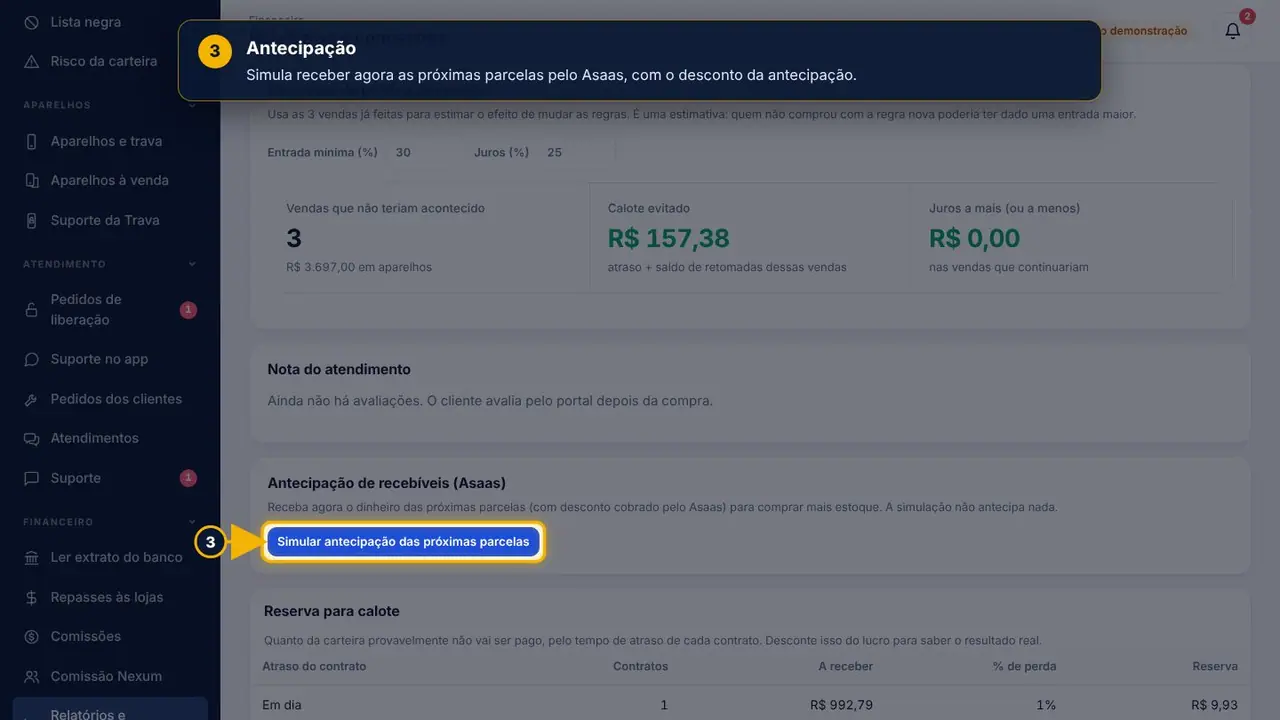 Lista negra
Risco da carteira
APARELHOS
Aparelhos e trava
Aparelhos à venda
Suporte da Trava
ATENDIMENTO
Pedidos de
liberação
1
Suporte no app
Pedidos dos clientes
Atendimentos
Suporte
1
FINANCEIRO
Ler extrato do banco
Repasses às lojas
Comissões
Comissão Nexum
Relatórios e
Financeiro
demonstração
2
3
Antecipação
Simula receber agora as próximas parcelas pelo Asaas, com o desconto da antecipação.
Usa as 3 vendas já feitas para estimar o efeito de mudar as regras. É uma estimativa: quem não comprou com a regra nova poderia ter dado uma entrada maior.
Entrada mínima (%) 30 Juros (%) 25
Vendas que não teriam acontecido
3
R$ 3.697,00 em aparelhos
Calote evitado
R$ 157,38
atraso + saldo de retomadas dessas vendas
Juros a mais (ou a menos)
R$ 0,00
nas vendas que continuariam
Nota do atendimento
Ainda não há avaliações. O cliente avalia pelo portal depois da compra.
Antecipação de recebíveis (Asaas)
Receba agora o dinheiro das próximas parcelas (com desconto cobrado pelo Asaas) para comprar mais estoque. A simulação não antecipa nada.
3
Simular antecipação das próximas parcelas
Reserva para calote
Quanto da carteira provavelmente não vai ser pago, pelo tempo de atraso de cada contrato. Desconte isso do lucro para saber o resultado real.
Atraso do contrato Contratos A receber % de perda Reserva
Em dia 1 R$ 992,79 1% R$ 9,93